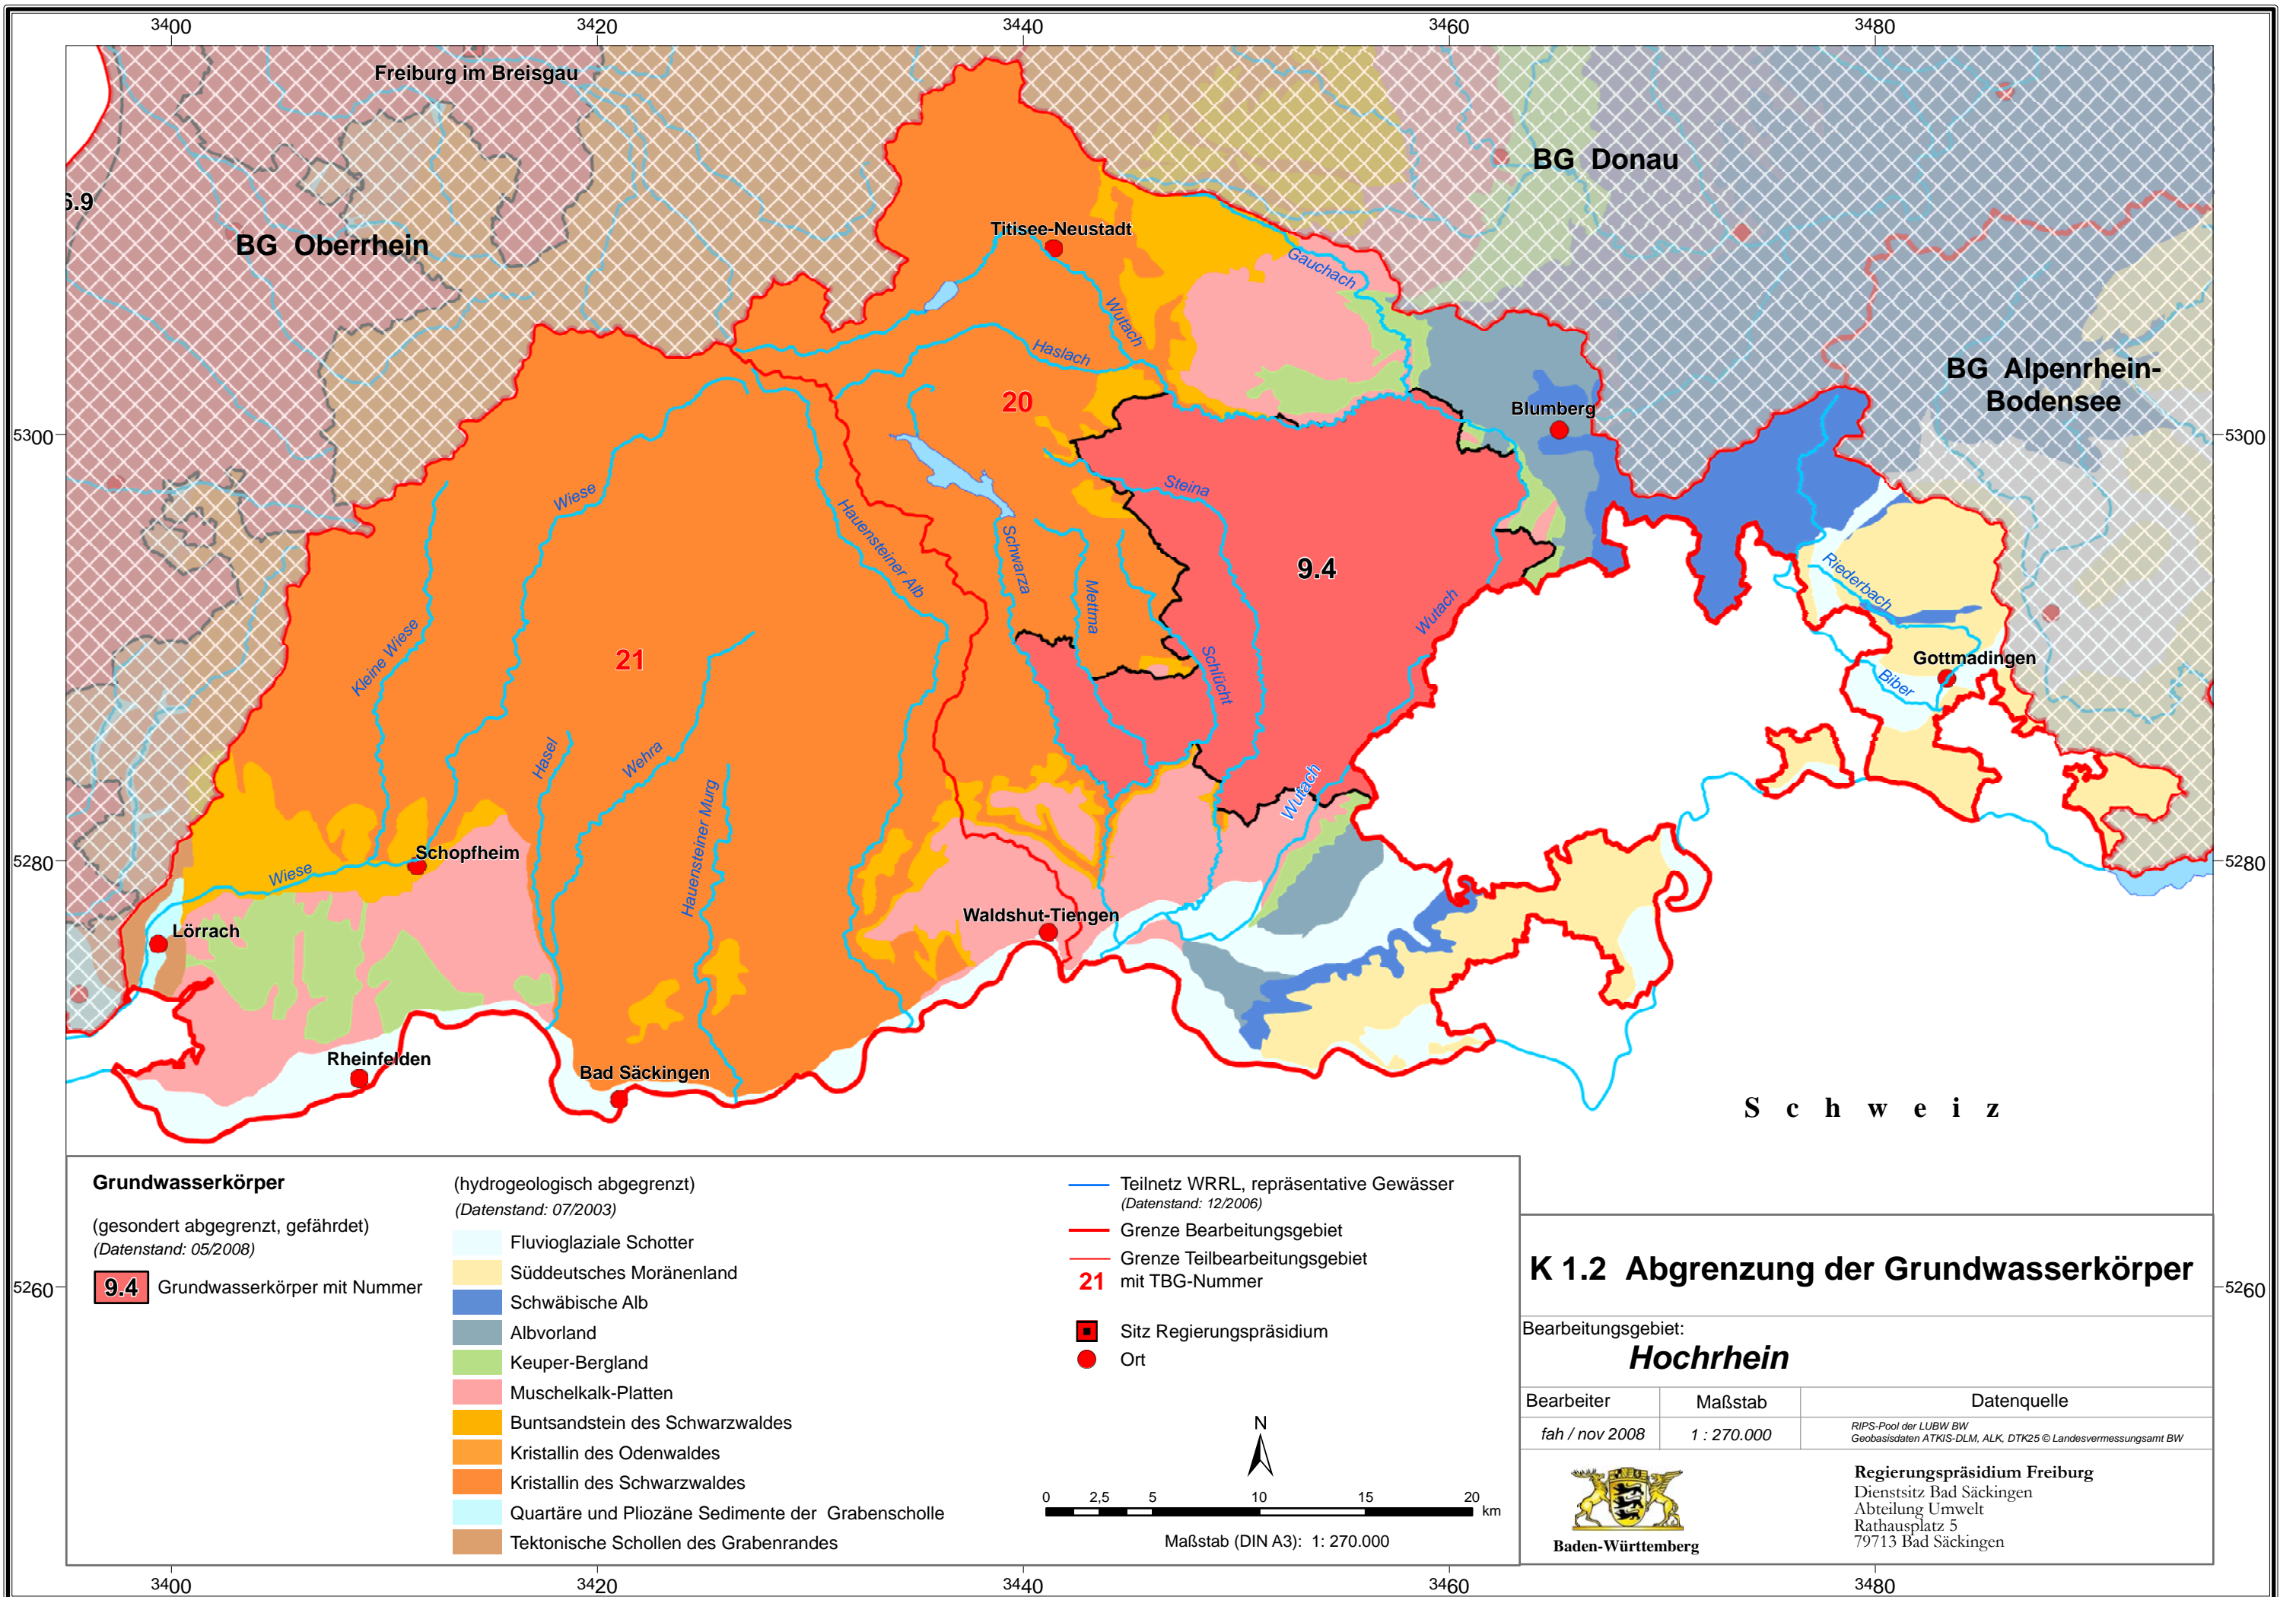 3400 3420 3440 3460 3480
Freiburg im Breisgau
BG Donau
6.9
BG Oberrhein
Titisee-Neustadt
Gauchach
Wutach
Haslach
BG Alpenrhein-
Bodensee
20
Blumberg
5300 5300
Steina
Wiese
Hauensteiner Alb
Schwarza
Mettma
9.4
Riederbach
Wutach
Kleine Wiese
21
Schlücht
Gottmadingen
Biber
Hasel
Wehra
Hauensteiner Murg
Wutach
Schopfheim
5280 5280
Wiese
Lörrach
Waldshut-Tiengen
Rheinfelden
Bad Säckingen
Schweiz
Grundwasserkörper
(gesondert abgegrenzt, gefährdet)
(Datenstand: 05/2008)
9.4 Grundwasserkörper mit Nummer
(hydrogeologisch abgegrenzt)
(Datenstand: 07/2003)
Fluvioglaziale Schotter
Süddeutsches Moränenland
Schwäbische Alb
Albvorland
Keuper-Bergland
Muschelkalk-Platten
Buntsandstein des Schwarzwaldes
Kristallin des Odenwaldes
Kristallin des Schwarzwaldes
Quartäre und Pliozäne Sedimente der Grabenscholle
Tektonische Schollen des Grabenrandes
Teilnetz WRRL, repräsentative Gewässer
(Datenstand: 12/2006)
Grenze Bearbeitungsgebiet
Grenze Teilbearbeitungsgebiet
21 mit TBG-Nummer
Sitz Regierungspräsidium
Ort
N
0 2,5 5 10 15 20
km
Maßstab (DIN A3): 1: 270.000
5260 5260
K 1.2 Abgrenzung der Grundwasserkörper
Bearbeitungsgebiet:
Hochrhein
Bearbeiter Maßstab Datenquelle
fah / nov 2008 1 : 270.000
RIPS-Pool der LUBW BW
Geobasisdaten ATKIS-DLM, ALK, DTK25 © Landesvermessungsamt BW
Baden-Württemberg
Regierungspräsidium Freiburg
Dienstsitz Bad Säckingen
Abteilung Umwelt
Rathausplatz 5
79713 Bad Säckingen
3400 3420 3440 3460 3480